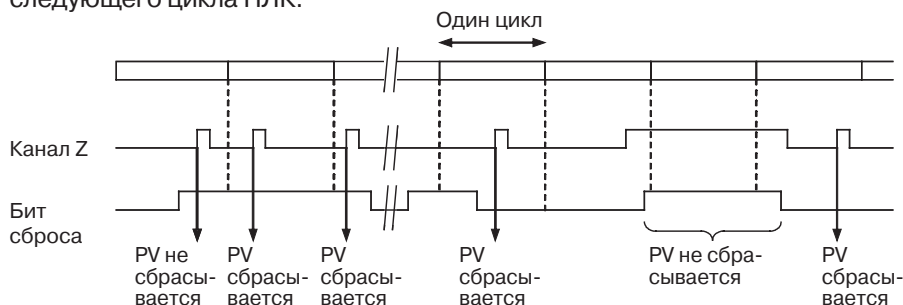 следующего цикла ПЛК.
Один цикл
Канал Z
Бит
сброса
PV не
сбрасы-
вается
PV
сбрасы-
вается
PV
сбрасы-
вается
PV
сбрасы-
вается
PV не сбра-
сывается
PV
сбрасы-
вается